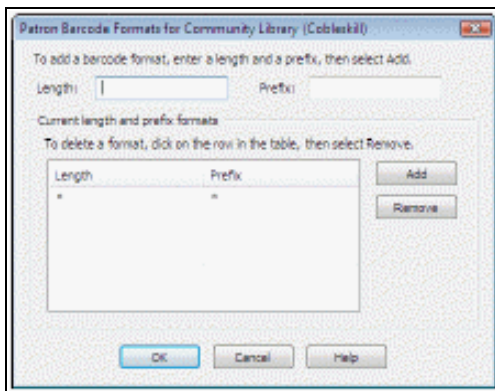 Patron Barcode Formats for Community Library (Cobleskill)
To add a barcode format, enter a length and a prefix, then select Add.
Length: Prefix:
Current length and prefix formats
To delete a format, click on the row in the table, then select Remove.
Length Prefix Add
* * Remove
OK Cancel Help